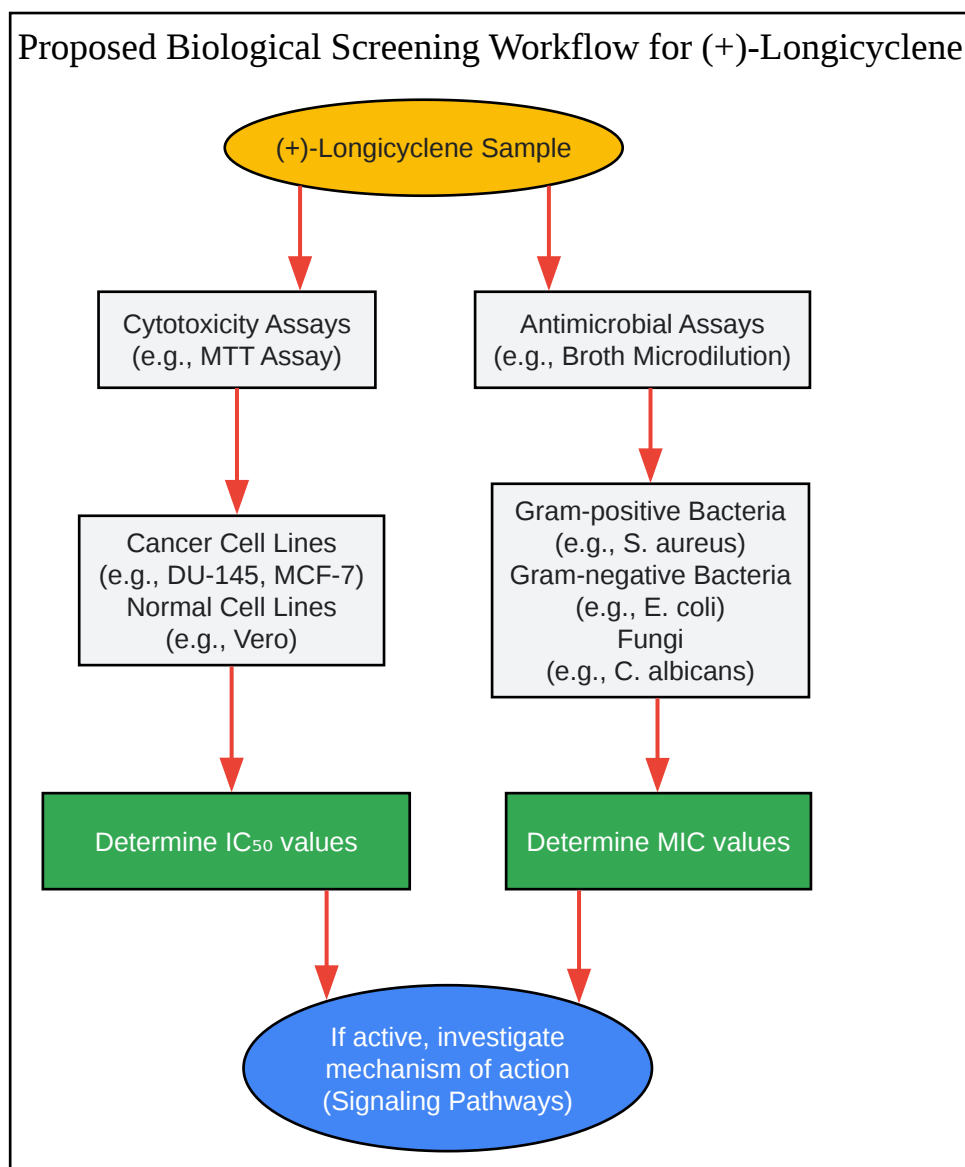 Proposed Biological Screening Workflow for (+)-Longicyclene
(+)-Longicyclene Sample
Cytotoxicity Assays
(e.g., MTT Assay)
Antimicrobial Assays
(e.g., Broth Microdilution)
Cancer Cell Lines
(e.g., DU-145, MCF-7)
Normal Cell Lines
(e.g., Vero)
Gram-positive Bacteria
(e.g., S. aureus)
Gram-negative Bacteria
(e.g., E. coli)
Fungi
(e.g., C. albicans)
Determine IC₅₀ values
Determine MIC values
If active, investigate
mechanism of action
(Signaling Pathways)